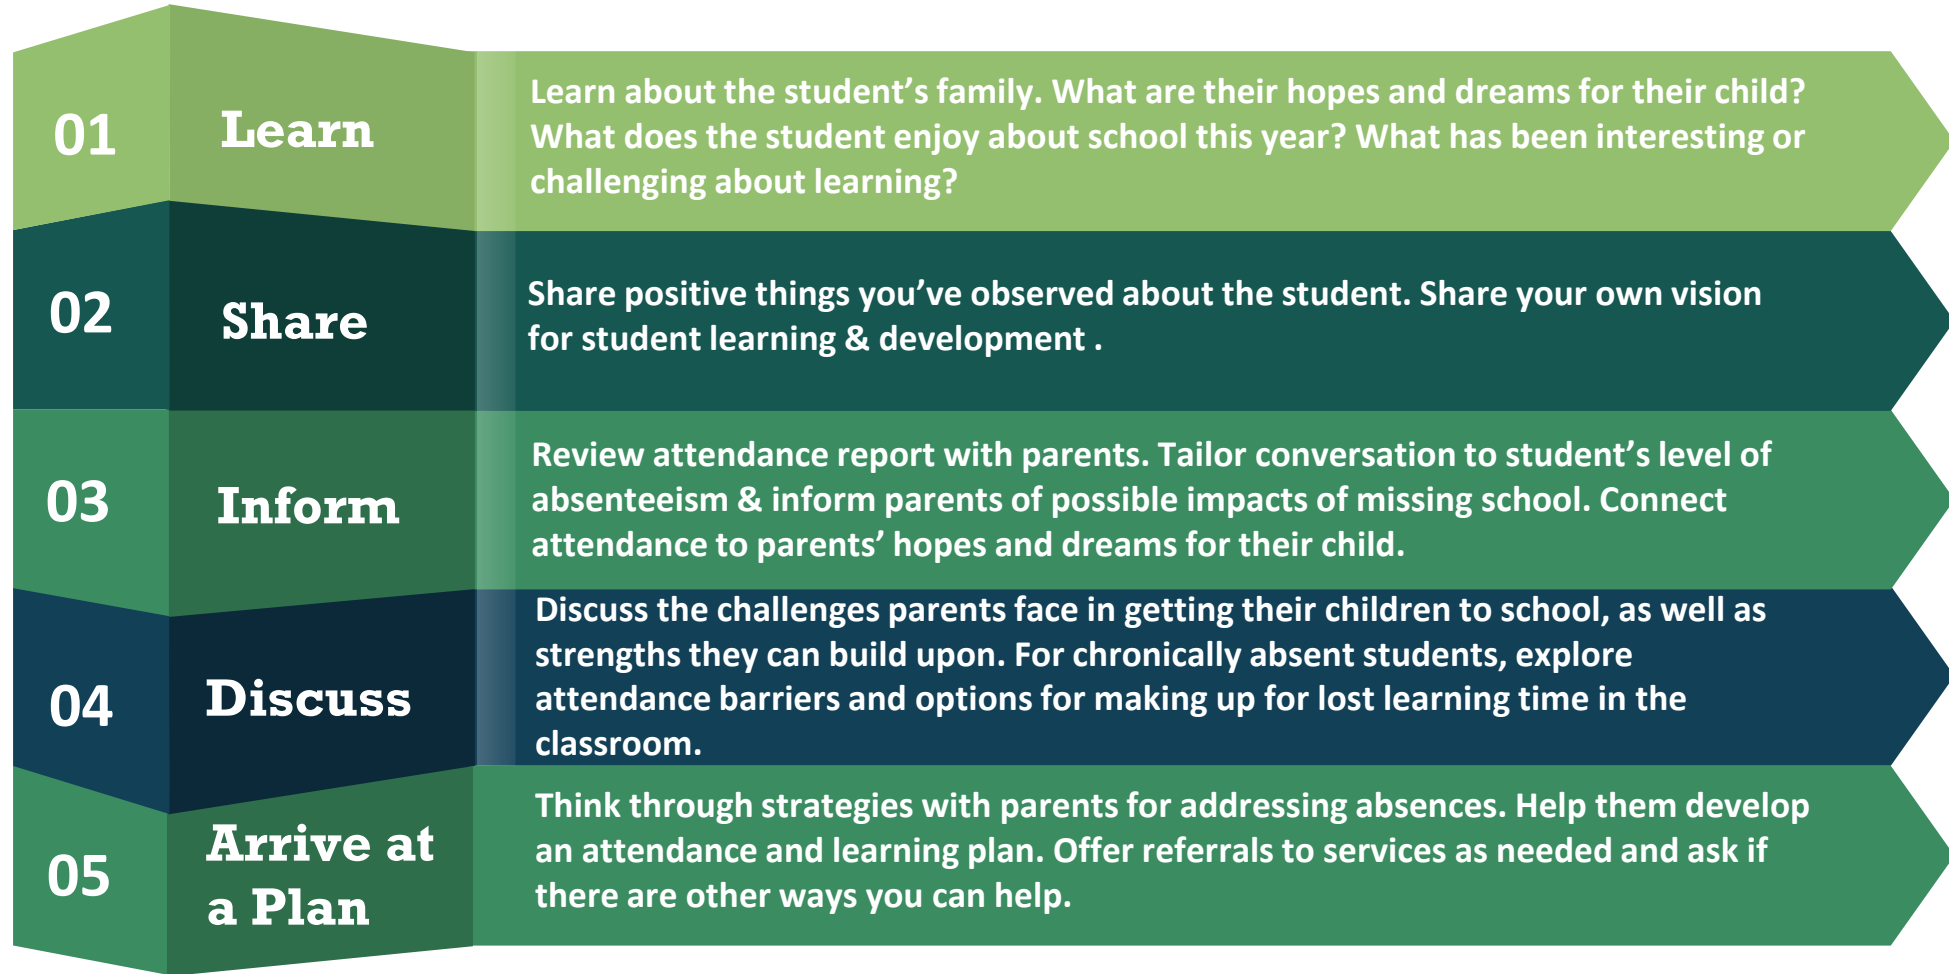 01
Learn
Learn about the student’s family. What are their hopes and dreams for their child?
What does the student enjoy about school this year? What has been interesting or
challenging about learning?
02
Share
Share positive things you’ve observed about the student. Share your own vision
for student learning & development .
03
Inform
Review attendance report with parents. Tailor conversation to student’s level of
absenteeism & inform parents of possible impacts of missing school. Connect
attendance to parents’ hopes and dreams for their child.
04
Discuss
Discuss the challenges parents face in getting their children to school, as well as
strengths they can build upon. For chronically absent students, explore
attendance barriers and options for making up for lost learning time in the
classroom.
05
Arrive at
a Plan
Think through strategies with parents for addressing absences. Help them develop
an attendance and learning plan. Offer referrals to services as needed and ask if
there are other ways you can help.